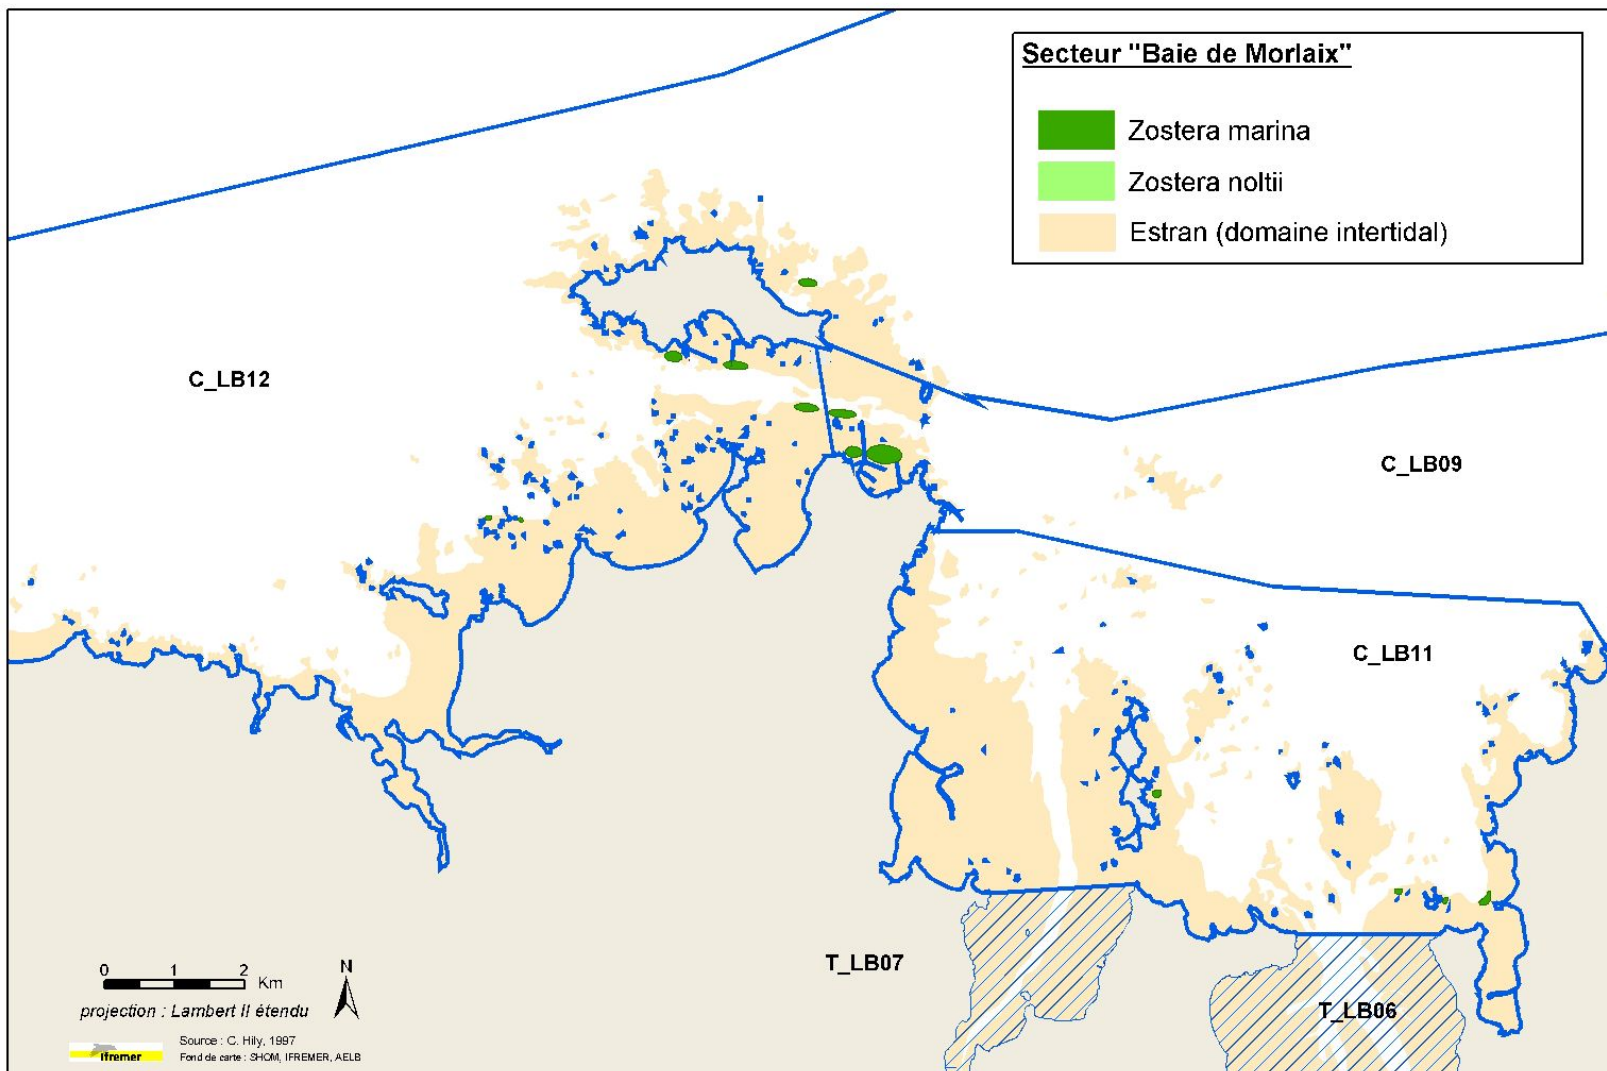 Secteur "Baie de Morlaix"
Zostera marina
Zostera noltii
Estran (domaine intertidal)
C_LB12
C_LB09
C_LB11
T_LB07
T_LB06
0 1 2 Km
N
projection : Lambert II étendu
Ifremer
Source : C. Hily, 1997
Fond de carte : SHOM, IFREMER, AELB